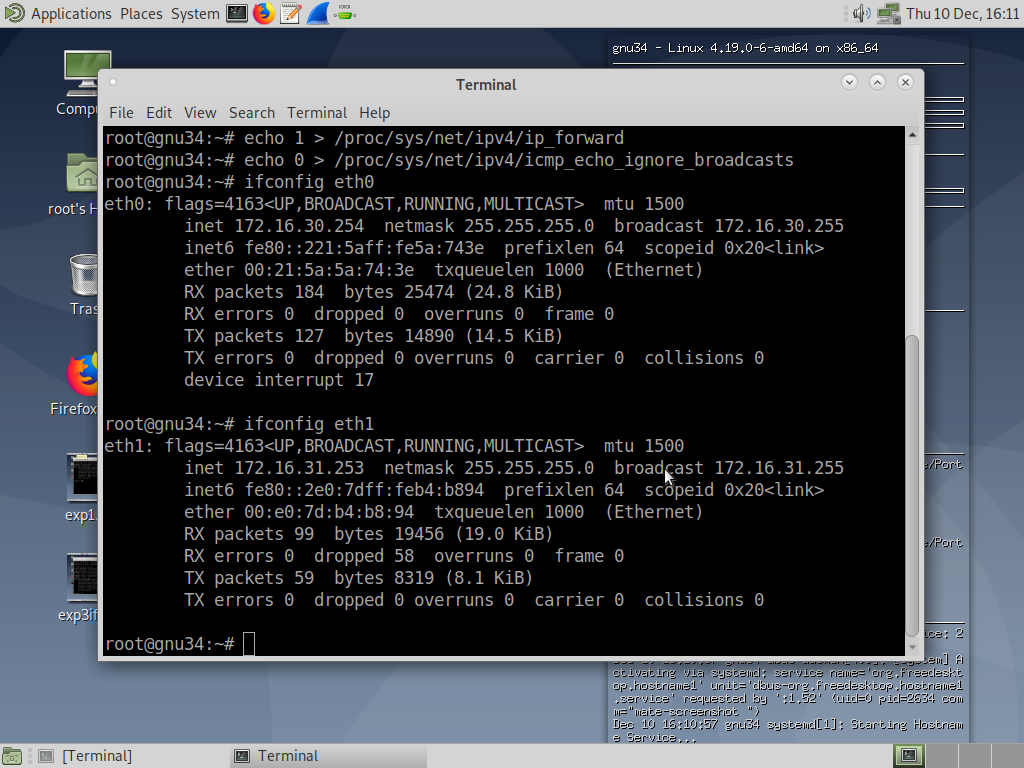 Applications Places System Thu 10 Dec, 16:11
gnu34 - Linux 4.19.0-6-amd64 on x86_64
Terminal
File Edit View Search Terminal Help
root@gnu34:~# echo 1 > /proc/sys/net/ipv4/ip_forward
root@gnu34:~# echo 0 > /proc/sys/net/ipv4/icmp_echo_ignore_broadcasts
root@gnu34:~# ifconfig eth0
eth0: flags=4163<UP,BROADCAST,RUNNING,MULTICAST>  mtu 1500
        inet 172.16.30.254  netmask 255.255.255.0  broadcast 172.16.30.255
        inet6 fe80::221:5aff:fe5a:743e  prefixlen 64  scopeid 0x20<link>
        ether 00:21:5a:5a:74:3e  txqueuelen 1000  (Ethernet)
        RX packets 184  bytes 25474 (24.8 KiB)
        RX errors 0  dropped 0  overruns 0  frame 0
        TX packets 127  bytes 14890 (14.5 KiB)
        TX errors 0  dropped 0 overruns 0  carrier 0  collisions 0
        device interrupt 17
root@gnu34:~# ifconfig eth1
eth1: flags=4163<UP,BROADCAST,RUNNING,MULTICAST>  mtu 1500
        inet 172.16.31.253  netmask 255.255.255.0  broadcast 172.16.31.255
        inet6 fe80::2e0:7dff:feb4:b894  prefixlen 64  scopeid 0x20<link>
        ether 00:e0:7d:b4:b8:94  txqueuelen 1000  (Ethernet)
        RX packets 99  bytes 19456 (19.0 KiB)
        RX errors 0  dropped 58  overruns 0  frame 0
        TX packets 59  bytes 8319 (8.1 KiB)
        TX errors 0  dropped 0 overruns 0  carrier 0  collisions 0
root@gnu34:~#
Compu
root's H
Tras
Firefox
exp1.
exp3if
e/Port
e/Port
ice: 2
ctivating via systemd: service name='org.freedeskt
op.hostname1' unit='dbus-org.freedesktop.hostname1
.service' requested by ':1.52' (uid=0 pid=2634 com
m="mate-screenshot ")
Dec 10 16:10:57 gnu34 systemd[1]: Starting Hostnam
e Service...
[Terminal]
Terminal